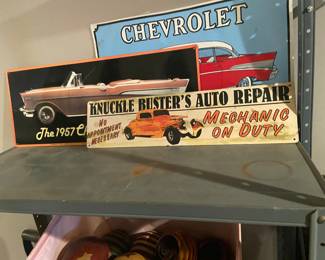 CHEVROLET
The 1957 C
KNUCKLE BUSTER'S AUTO REPAIR
NO
APPOINTMENT
NECESSARY
MECHANIC
ON DUTY